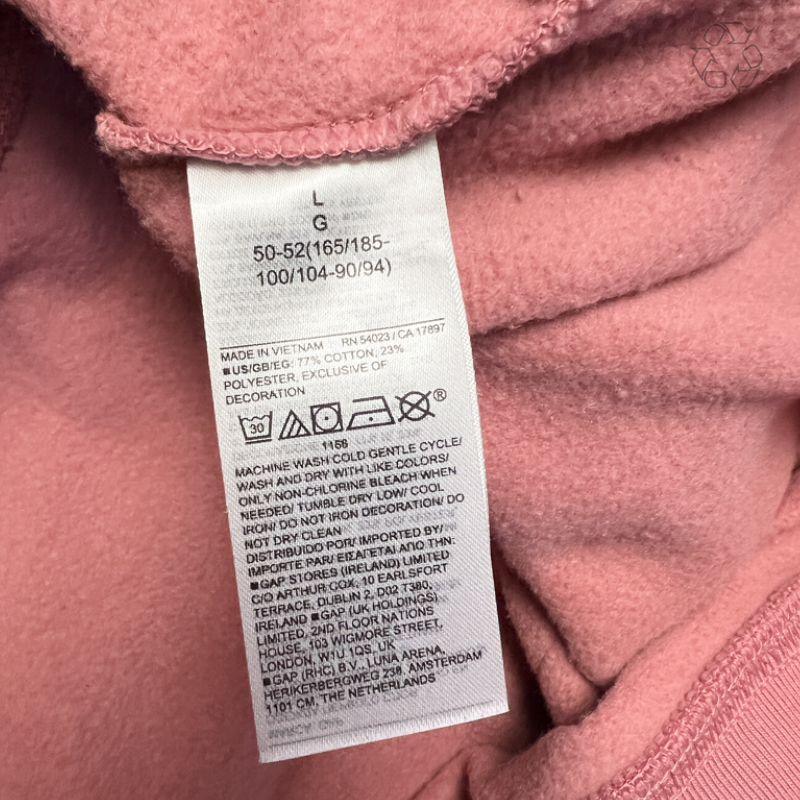 L
G
50-52(165/185-
100/104-90/94)
MADE IN VIETNAM RN 54023 / CA 17897
■US/GB/EG: 77% COTTON, 23%
POLYESTER, EXCLUSIVE OF
DECORATION
30 ®
1168
MACHINE WASH COLD GENTLE CYCLE/
WASH AND DRY WITH LIKE COLORS/
ONLY NON-CHLORINE BLEACH WHEN
NEEDED/ TUMBLE DRY LOW/ COOL
IRON/ DO NOT IRON DECORATION/ DO
NOT DRY CLEAN
DISTRIBUIDO POR/ IMPORTED BY/
IMPORTE PAR/ ΕΙΣΑΓΕΤΑΙ ΑΠΟ ΤΗΝ:
■GAP STORES (IRELAND) LIMITED
C/O ARTHUR COX, 10 EARLSFORT
TERRACE, DUBLIN 2, D02 T380,
IRELAND ■GAP (UK HOLDINGS)
LIMITED, 2ND FLOOR NATIONS
HOUSE, 103 WIGMORE STREET,
LONDON, W1U 1QS, UK
■GAP (RHC) B.V., LUNA ARENA,
HERIKERBERGWEG 238, AMSTERDAM
1101 CM, THE NETHERLANDS